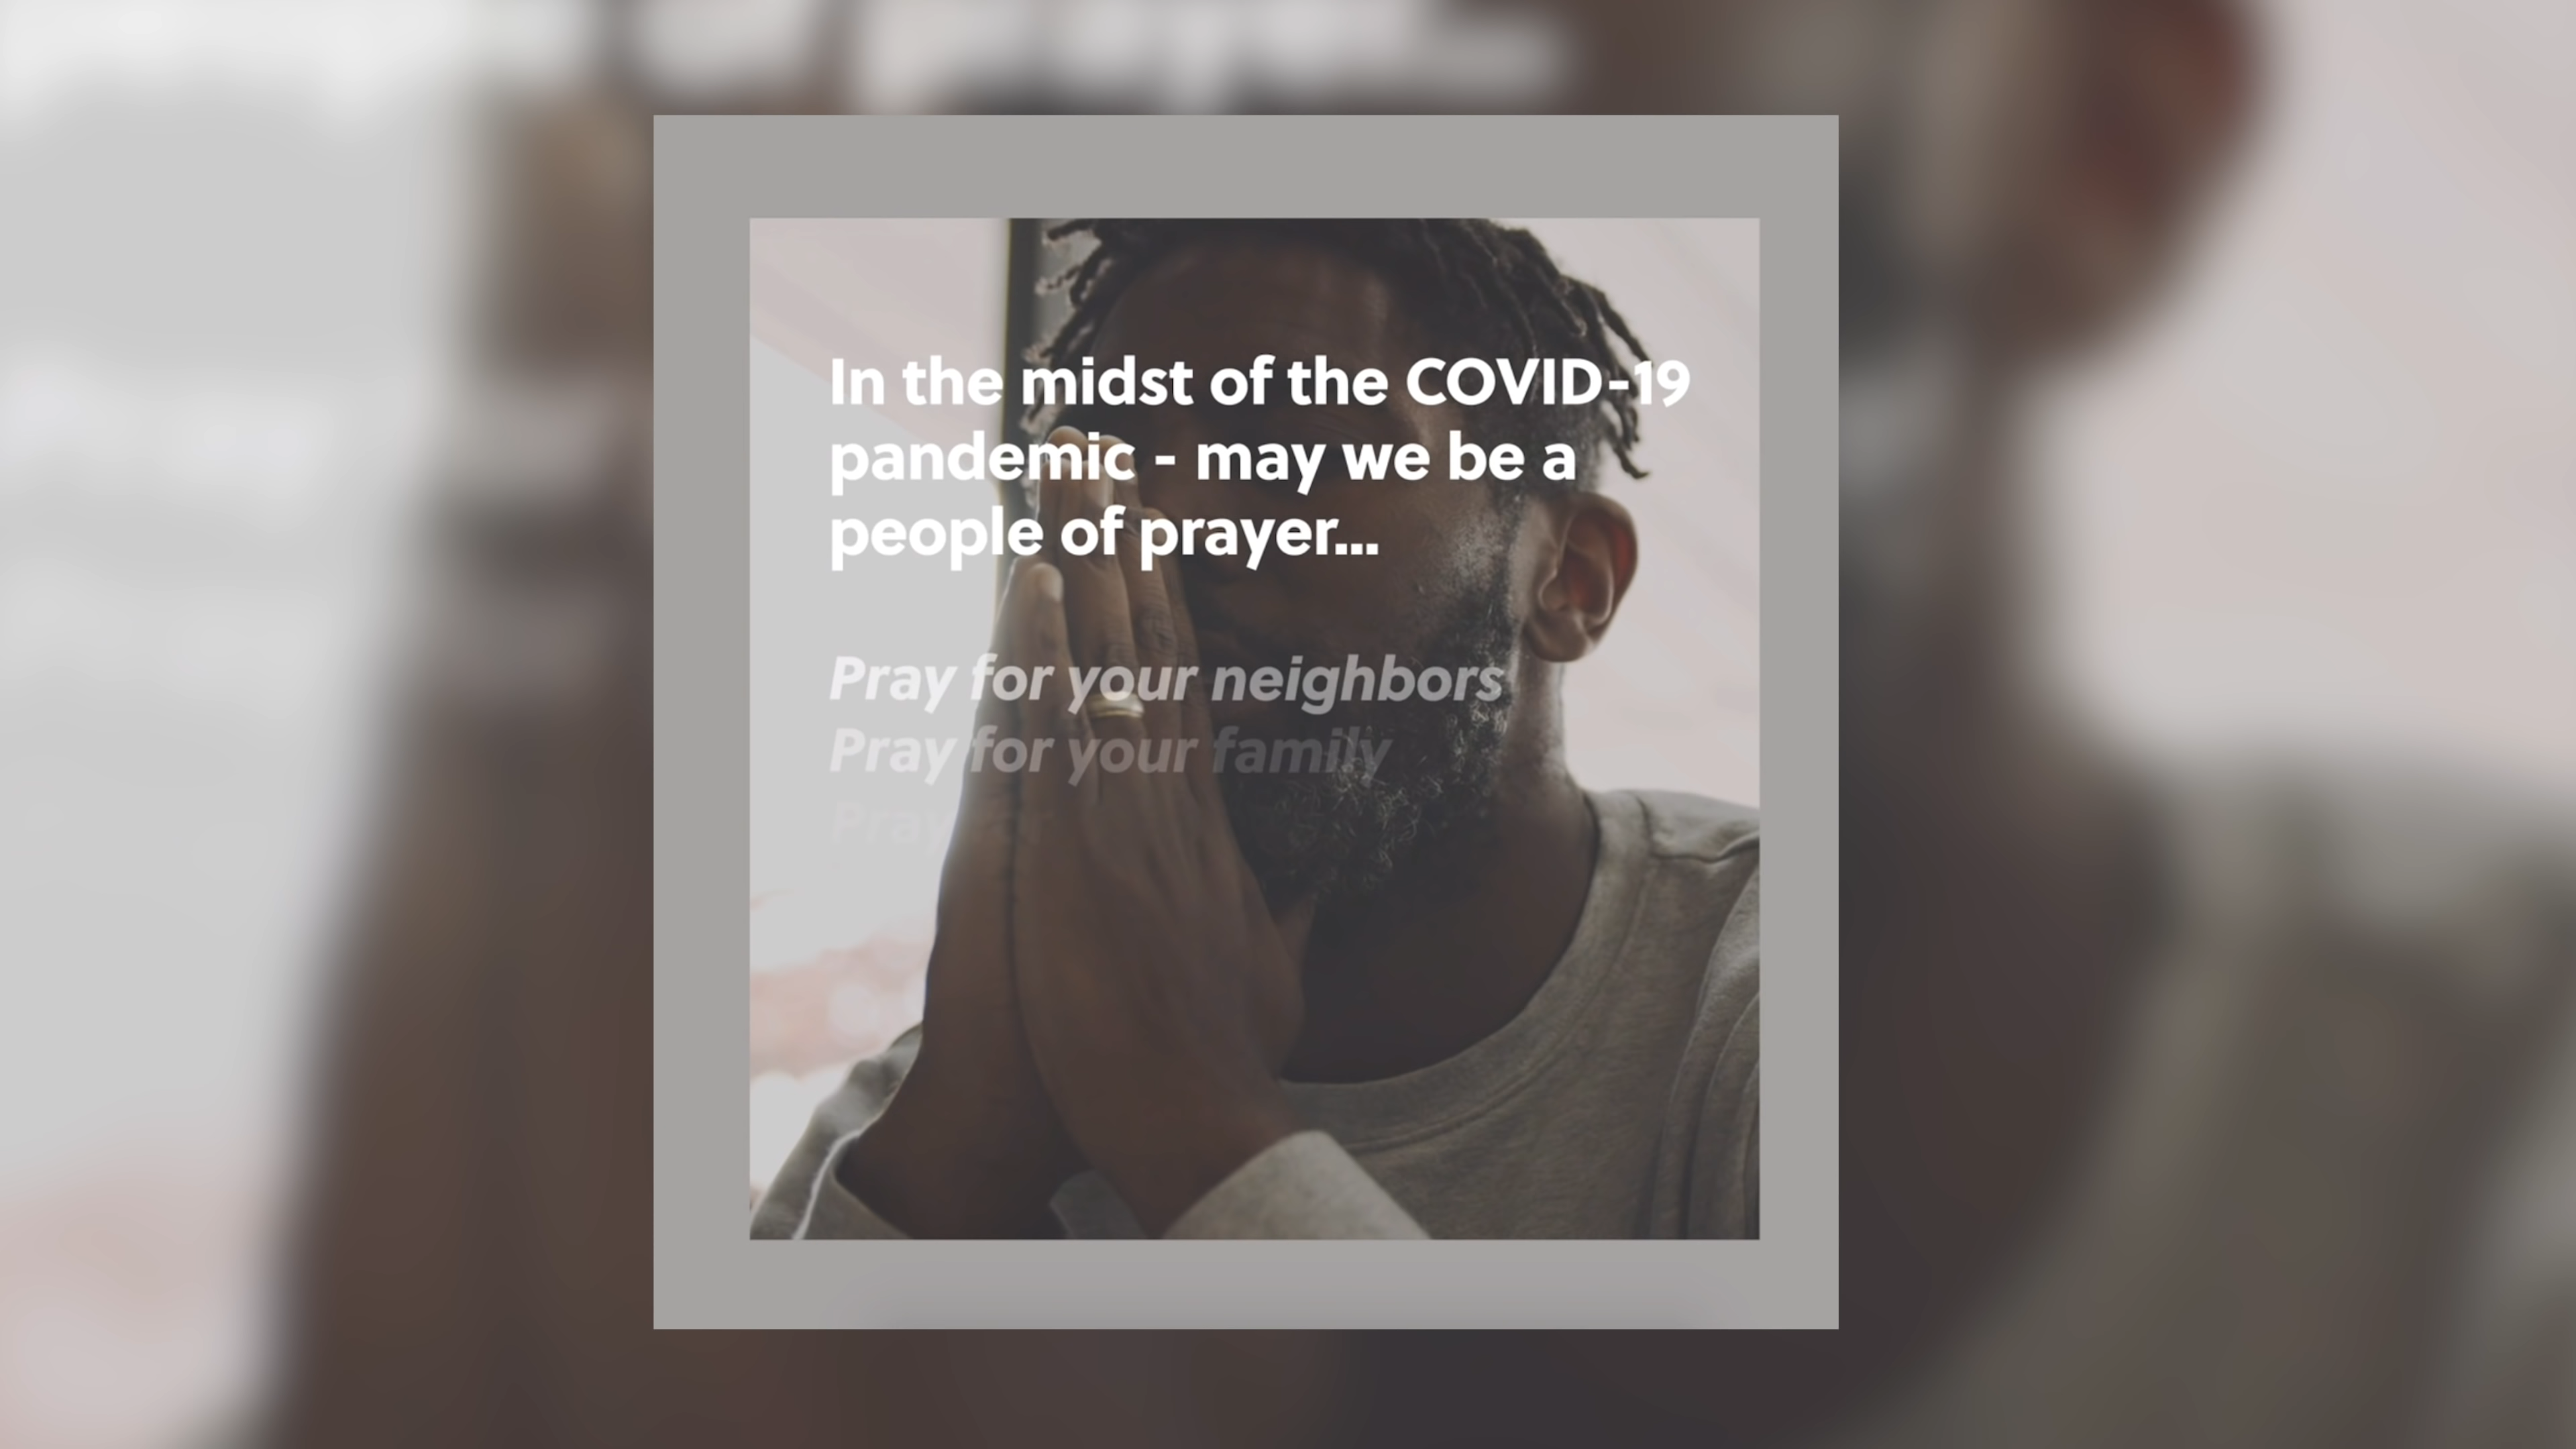 In the midst of the COVID-19
pandemic - may we be a
people of prayer...
Pray for your neighbors
Pray for your family
Pray